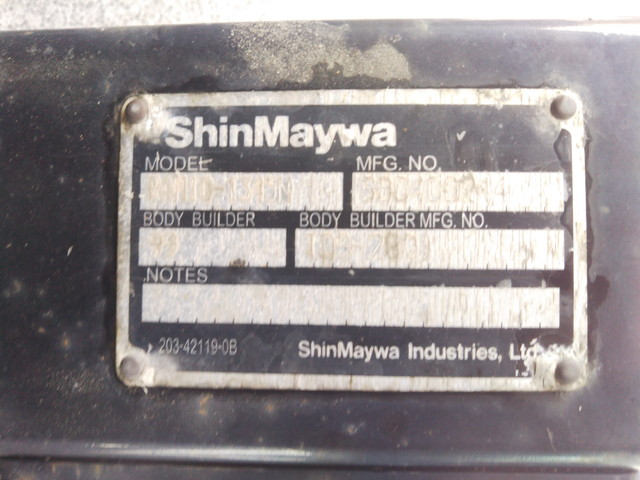 ShinMaywa
MODEL MFG. NO.
BODY BUILDER BODY BUILDER MFG. NO.
NOTES
203-42119-0B ShinMaywa Industries, Ltd.